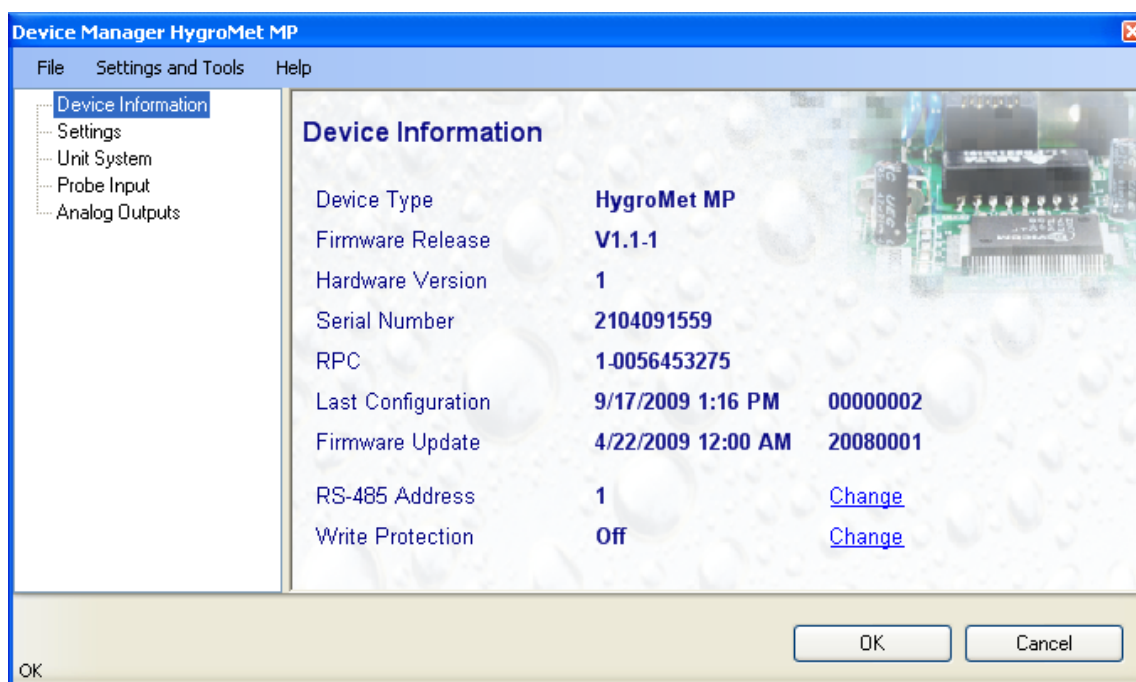 Device Manager HygroMet MP
File Settings and Tools Help
Device Information
Settings
Unit System
Probe Input
Analog Outputs
Device Information
Device Type HygroMet MP
Firmware Release V1.1-1
Hardware Version 1
Serial Number 2104091559
RPC 1-0056453275
Last Configuration 9/17/2009 1:16 PM 00000002
Firmware Update 4/22/2009 12:00 AM 20080001
RS-485 Address 1 Change
Write Protection Off Change
OK Cancel
OK